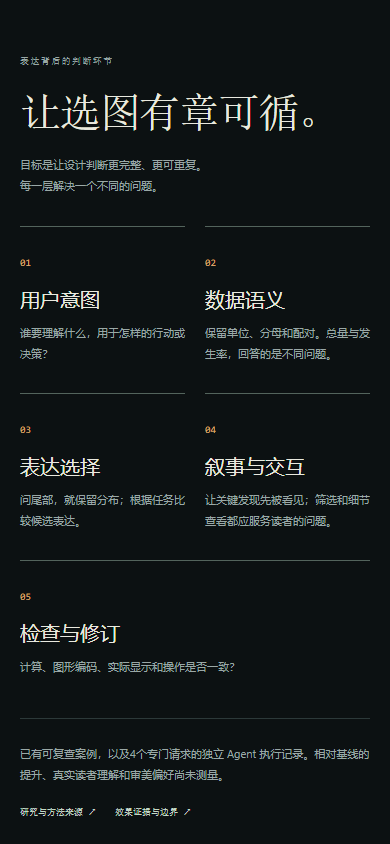 表达背后的判断环节
让选图有章可循。
目标是让设计判断更完整、更可重复。
每一层解决一个不同的问题。
01
用户意图
谁要理解什么，用于怎样的行动或
决策？
02
数据语义
保留单位、分母和配对。总量与发
生率，回答的是不同问题。
03
表达选择
问尾部，就保留分布；根据任务比
较候选表达。
04
叙事与交互
让关键发现先被看见；筛选和细节
查看都应服务读者的问题。
05
检查与修订
计算、图形编码、实际显示和操作是否一致？
已有可复查案例，以及4个专门请求的独立 Agent 执行记录。相对基线的
提升、真实读者理解和审美偏好尚未测量。
研究与方法来源 ↗ 效果证据与边界 ↗